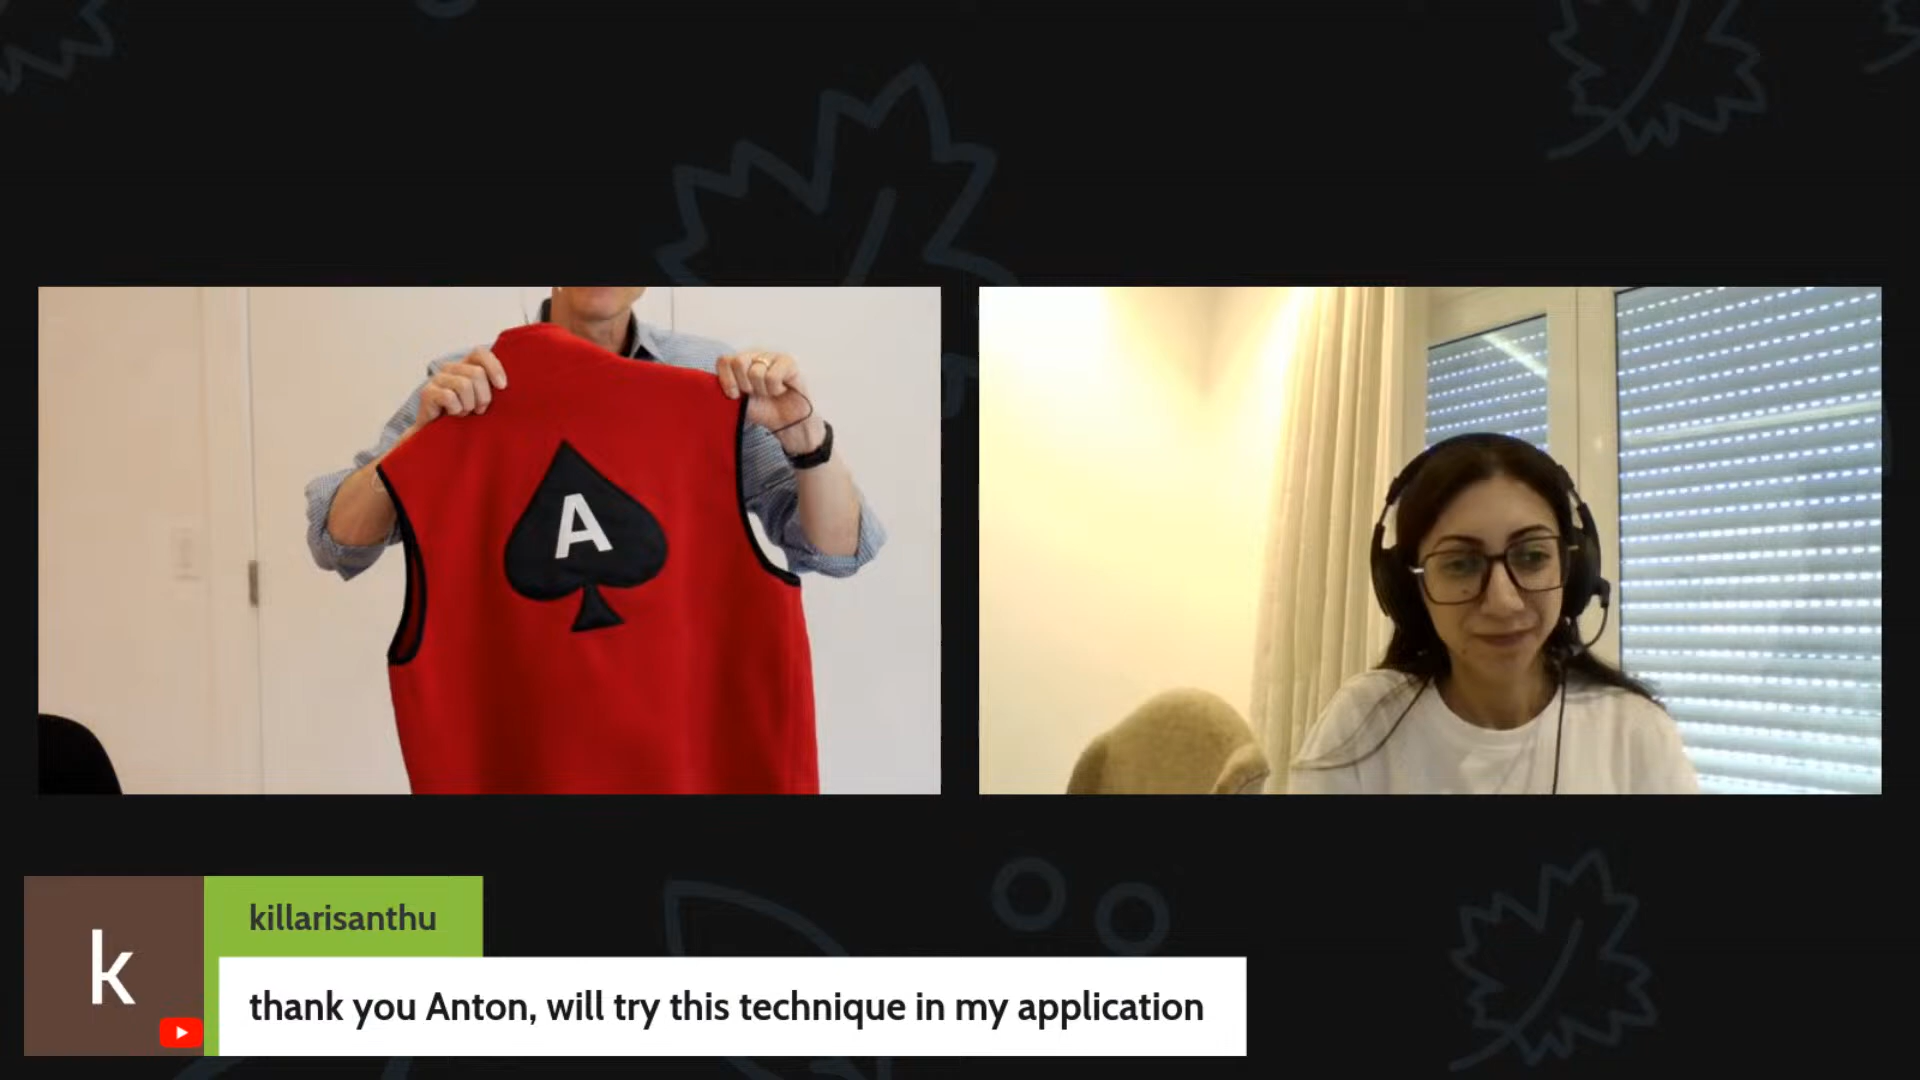 A
k
killarisanthu
thank you Anton, will try this technique in my application